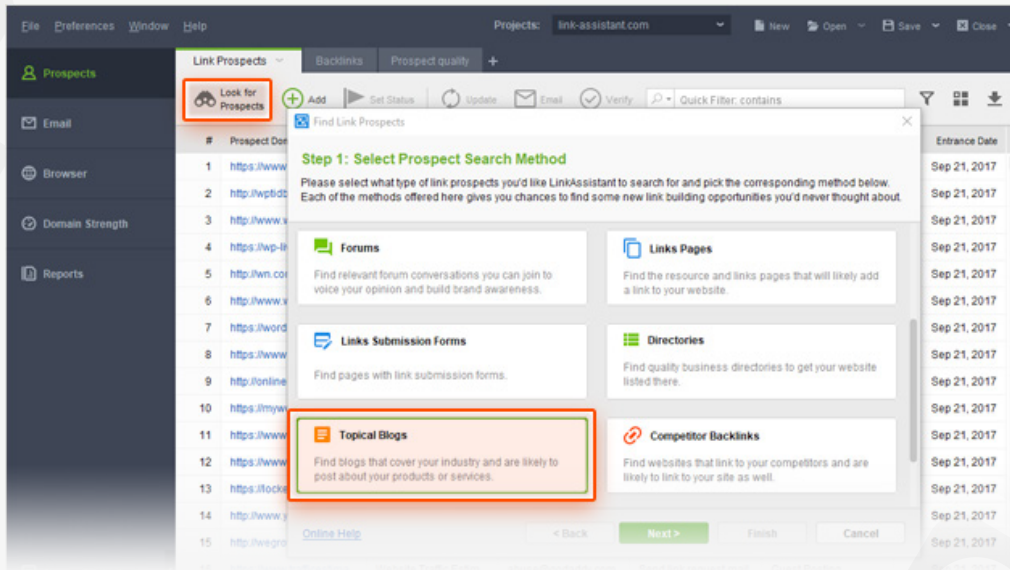 File Preferences Window Help Projects: link-assistant.com New Open Save Close
Prospects
Email
Browser
Domain Strength
Reports
Link Prospects Backlinks Prospect quality +
Look for Prospects Add Set Status Update Email Verify Quick Filter: contains
# Prospect Dom Entrance Date
1 https://www Sep 21, 2017
2 http://wptidb Sep 21, 2017
3 http://www.v Sep 21, 2017
4 https://wp-li Sep 21, 2017
5 http://wn.co Sep 21, 2017
6 http://www.v Sep 21, 2017
7 https://word Sep 21, 2017
8 https://www Sep 21, 2017
9 http://online Sep 21, 2017
10 https://myw Sep 21, 2017
11 https://www Sep 21, 2017
12 https://www Sep 21, 2017
13 https://locke Sep 21, 2017
14 http://www.y Sep 21, 2017
15 http://wegro Sep 21, 2017
Find Link Prospects
Step 1: Select Prospect Search Method
Please select what type of link prospects you'd like LinkAssistant to search for and pick the corresponding method below.
Each of the methods offered here gives you chances to find some new link building opportunities you'd never thought about.
Forums
Find relevant forum conversations you can join to
voice your opinion and build brand awareness.
Links Pages
Find the resource and links pages that will likely add
a link to your website.
Links Submission Forms
Find pages with link submission forms.
Directories
Find quality business directories to get your website
listed there.
Topical Blogs
Find blogs that cover your industry and are likely to
post about your products or services.
Competitor Backlinks
Find websites that link to your competitors and are
likely to link to your site as well.
Online Help < Back Next > Finish Cancel